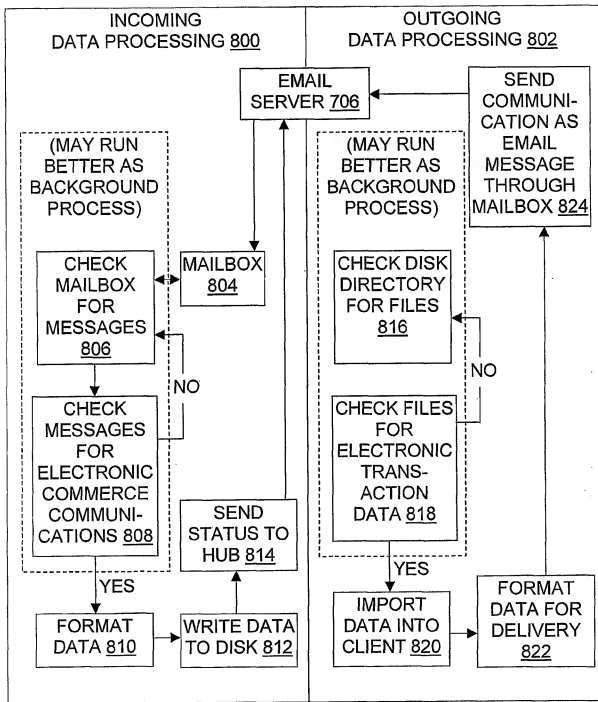 INCOMING
DATA PROCESSING 800
OUTGOING
DATA PROCESSING 802
EMAIL
SERVER 706
SEND
COMMUNI-
CATION AS
EMAIL
MESSAGE
THROUGH
MAILBOX 824
(MAY RUN
BETTER AS
BACKGROUND
PROCESS)
(MAY RUN
BETTER AS
BACKGROUND
PROCESS)
CHECK
MAILBOX
FOR
MESSAGES
806
MAILBOX
804
CHECK DISK
DIRECTORY
FOR FILES
816
NO
NO
CHECK
MESSAGES
FOR
ELECTRONIC
COMMERCE
COMMUNI-
CATIONS 808
CHECK FILES
FOR
ELECTRONIC
TRANS-
ACTION
DATA 818
SEND
STATUS TO
HUB 814
YES
YES
FORMAT
DATA 810
WRITE DATA
TO DISK 812
IMPORT
DATA INTO
CLIENT 820
FORMAT
DATA FOR
DELIVERY
822